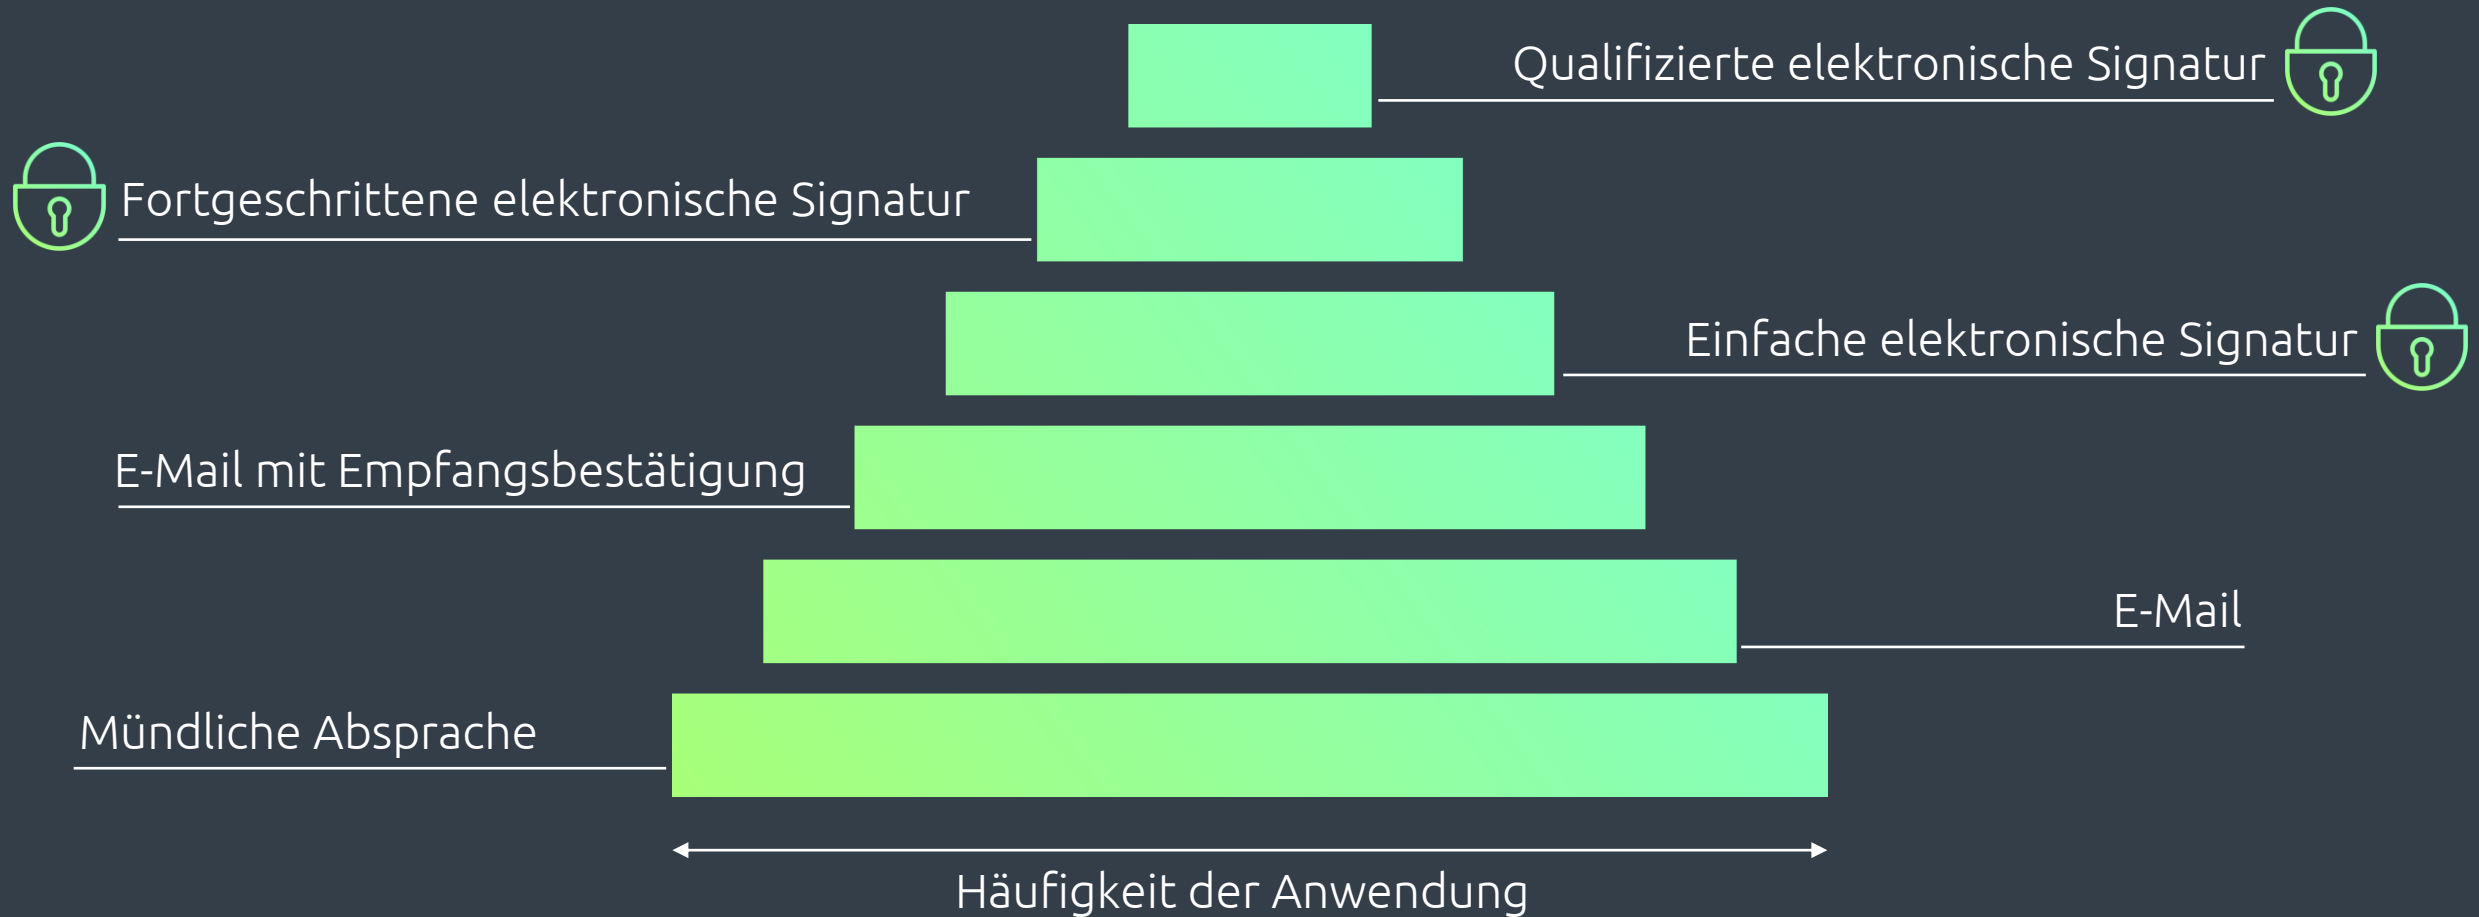 Qualifizierte elektronische Signatur
Fortgeschrittene elektronische Signatur
Einfache elektronische Signatur
E-Mail mit Empfangsbestätigung
E-Mail
Mündliche Absprache
Häufigkeit der Anwendung